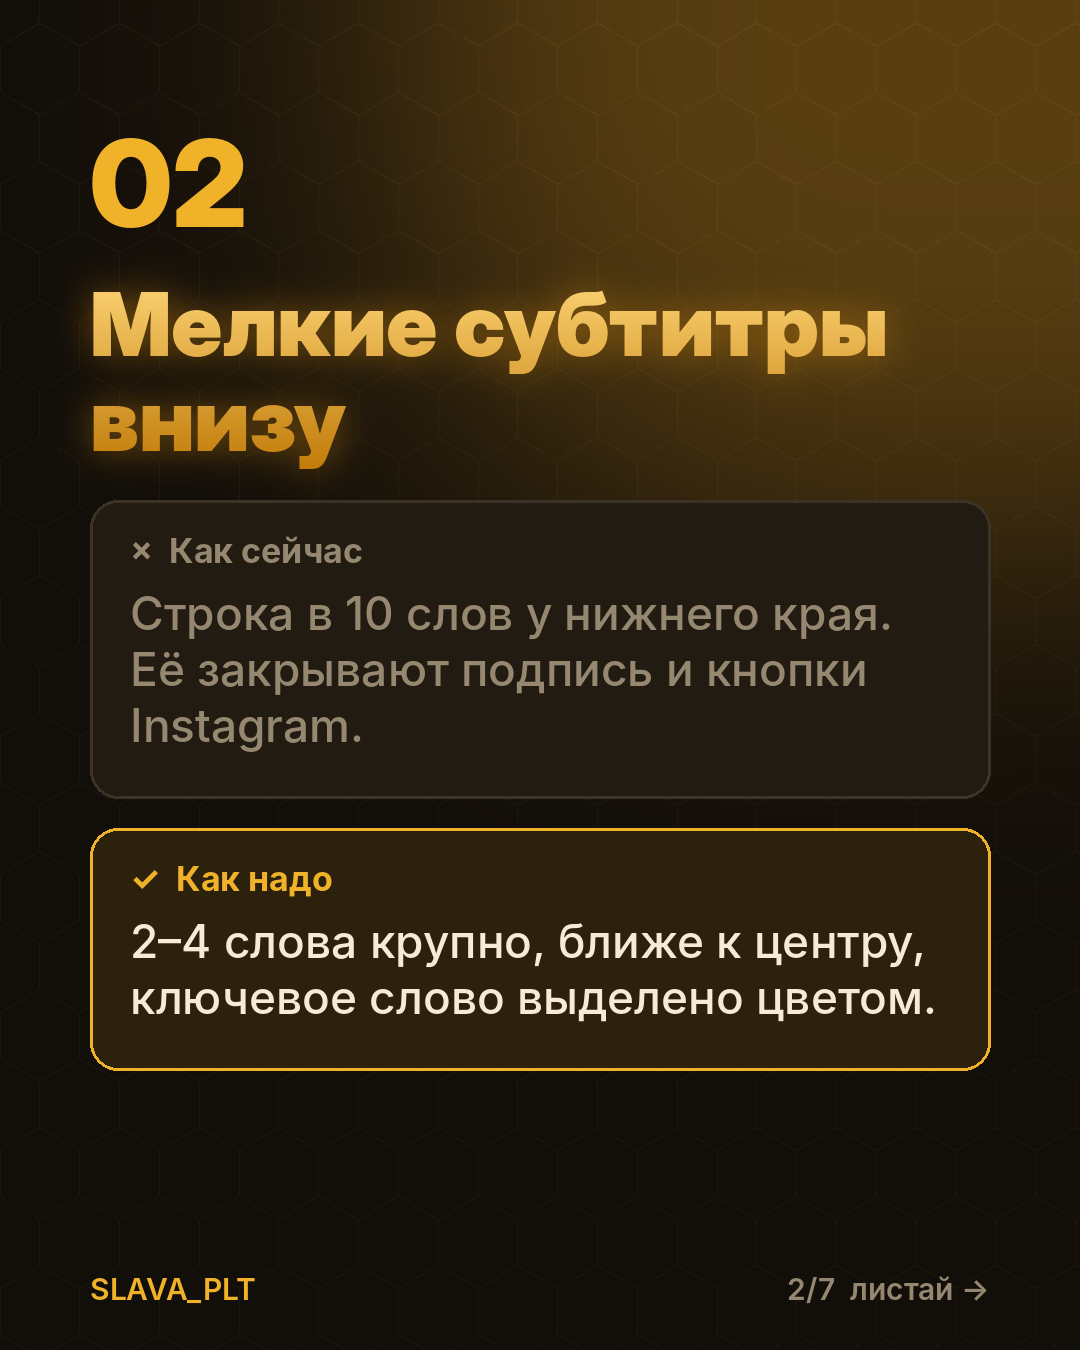 02
Мелкие субтитры
внизу
× Как сейчас
Строка в 10 слов у нижнего края.
Её закрывают подпись и кнопки
Instagram.
✓ Как надо
2–4 слова крупно, ближе к центру,
ключевое слово выделено цветом.
SLAVA_PLT
2/7 листай →